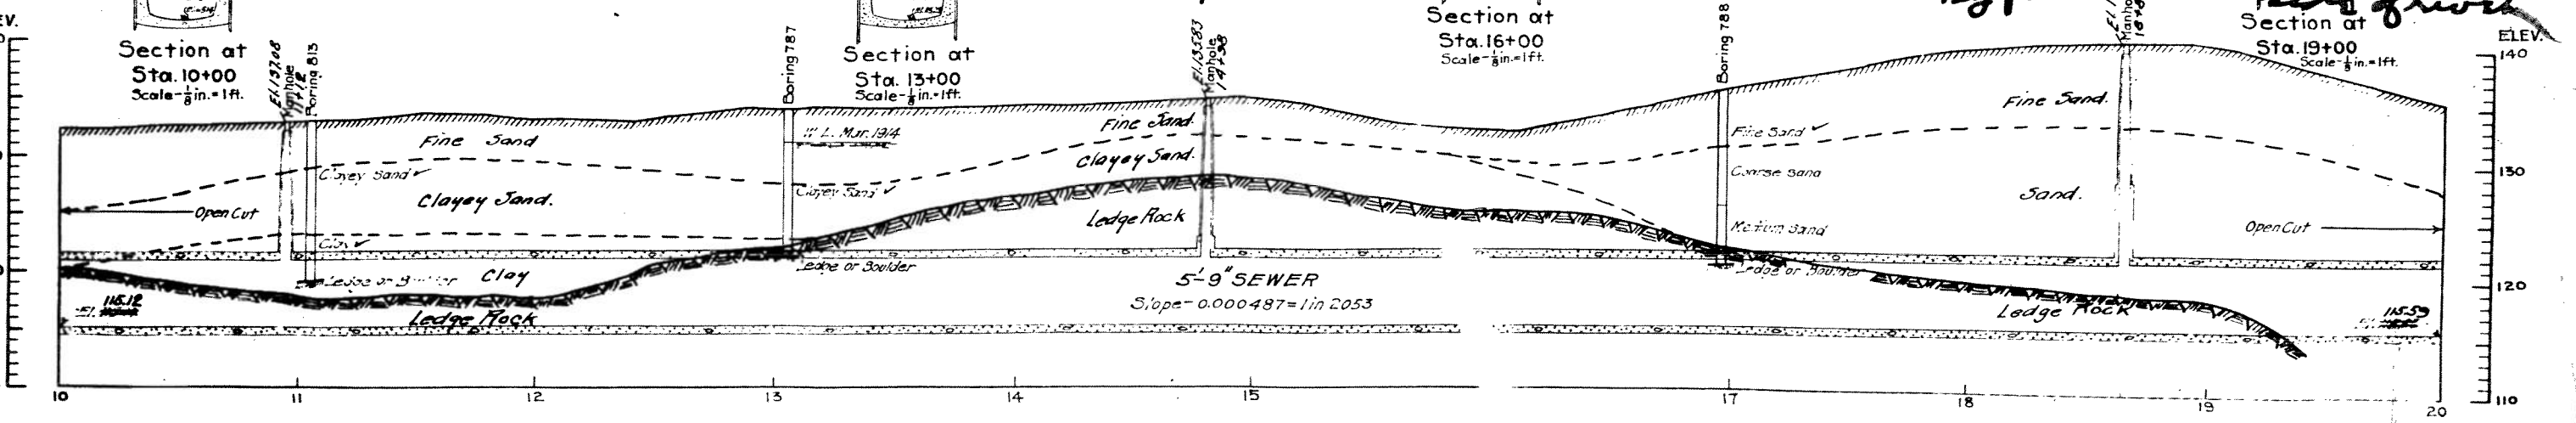 Section at
Sta. 10+00
Scale-⅛in.=1ft.
El. 137.08
Manhole
Boring 813
Boring 787
Section at
Sta. 13+00
Scale-⅛in.=1ft.
El. 135.83
Manhole
14+38
Section at
Sta. 16+00
Scale-⅛in.=1ft.
Boring 788
Manhole
Section at
Sta. 19+00
Scale-⅛in.=1ft.
ELEV.
140
130
120
110
Fine Sand
Clayey Sand
Clayey Sand.
Open Cut
Clay
Ledge or Boulder
Clay
Ledge Rock
115.12
El.
W.L. Mar. 1914
Clayey Sand
Ledge or Boulder
Fine Sand.
Clayey Sand.
Ledge Rock
5'-9" SEWER
Slope-0.000487=1 in 2053
Fine Sand
Coarse Sand
Medium Sand
Ledge or Boulder
Fine Sand.
Sand.
Open Cut
Ledge Rock
115.59
10
11
12
13
14
15
17
18
19
20